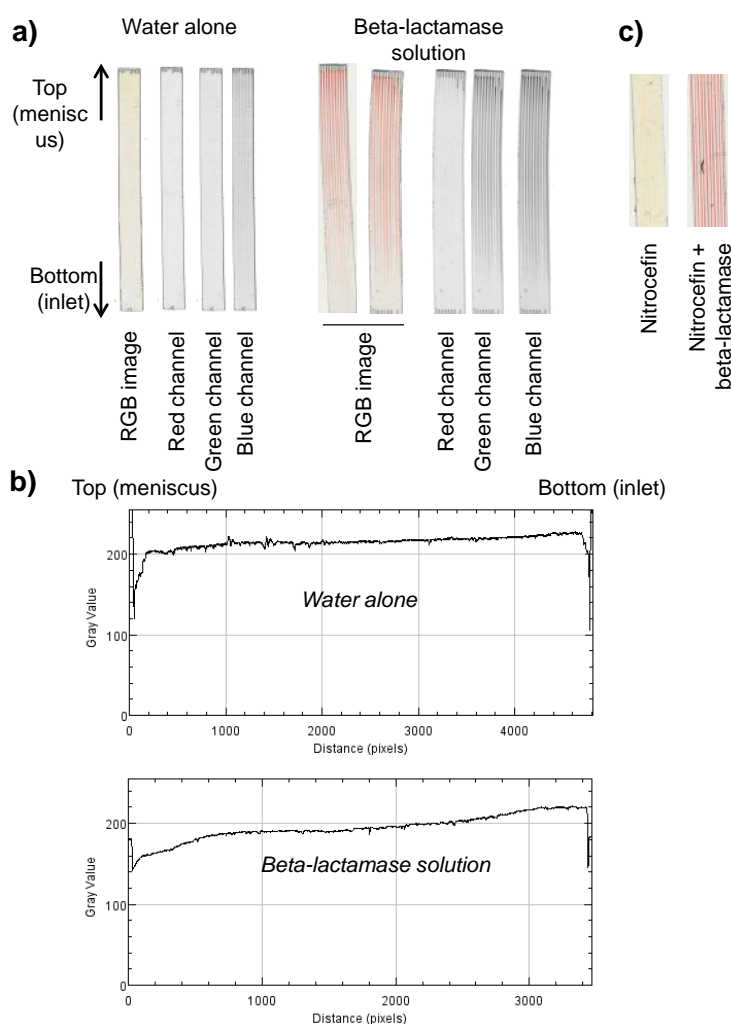 a)
Water alone
Beta-lactamase
solution
c)
Top
(menisc
us)
Bottom
(inlet)
RGB image
Red channel
Green channel
Blue channel
RGB image
Red channel
Green channel
Blue channel
Nitrocefin
Nitrocefin +
beta-lactamase
b)
Top (meniscus)
Bottom (inlet)
200
100
0
Gray Value
Water alone
0 1000 2000 3000 4000
Distance (pixels)
200
100
0
Gray Value
Beta-lactamase solution
0 1000 2000 3000
Distance (pixels)